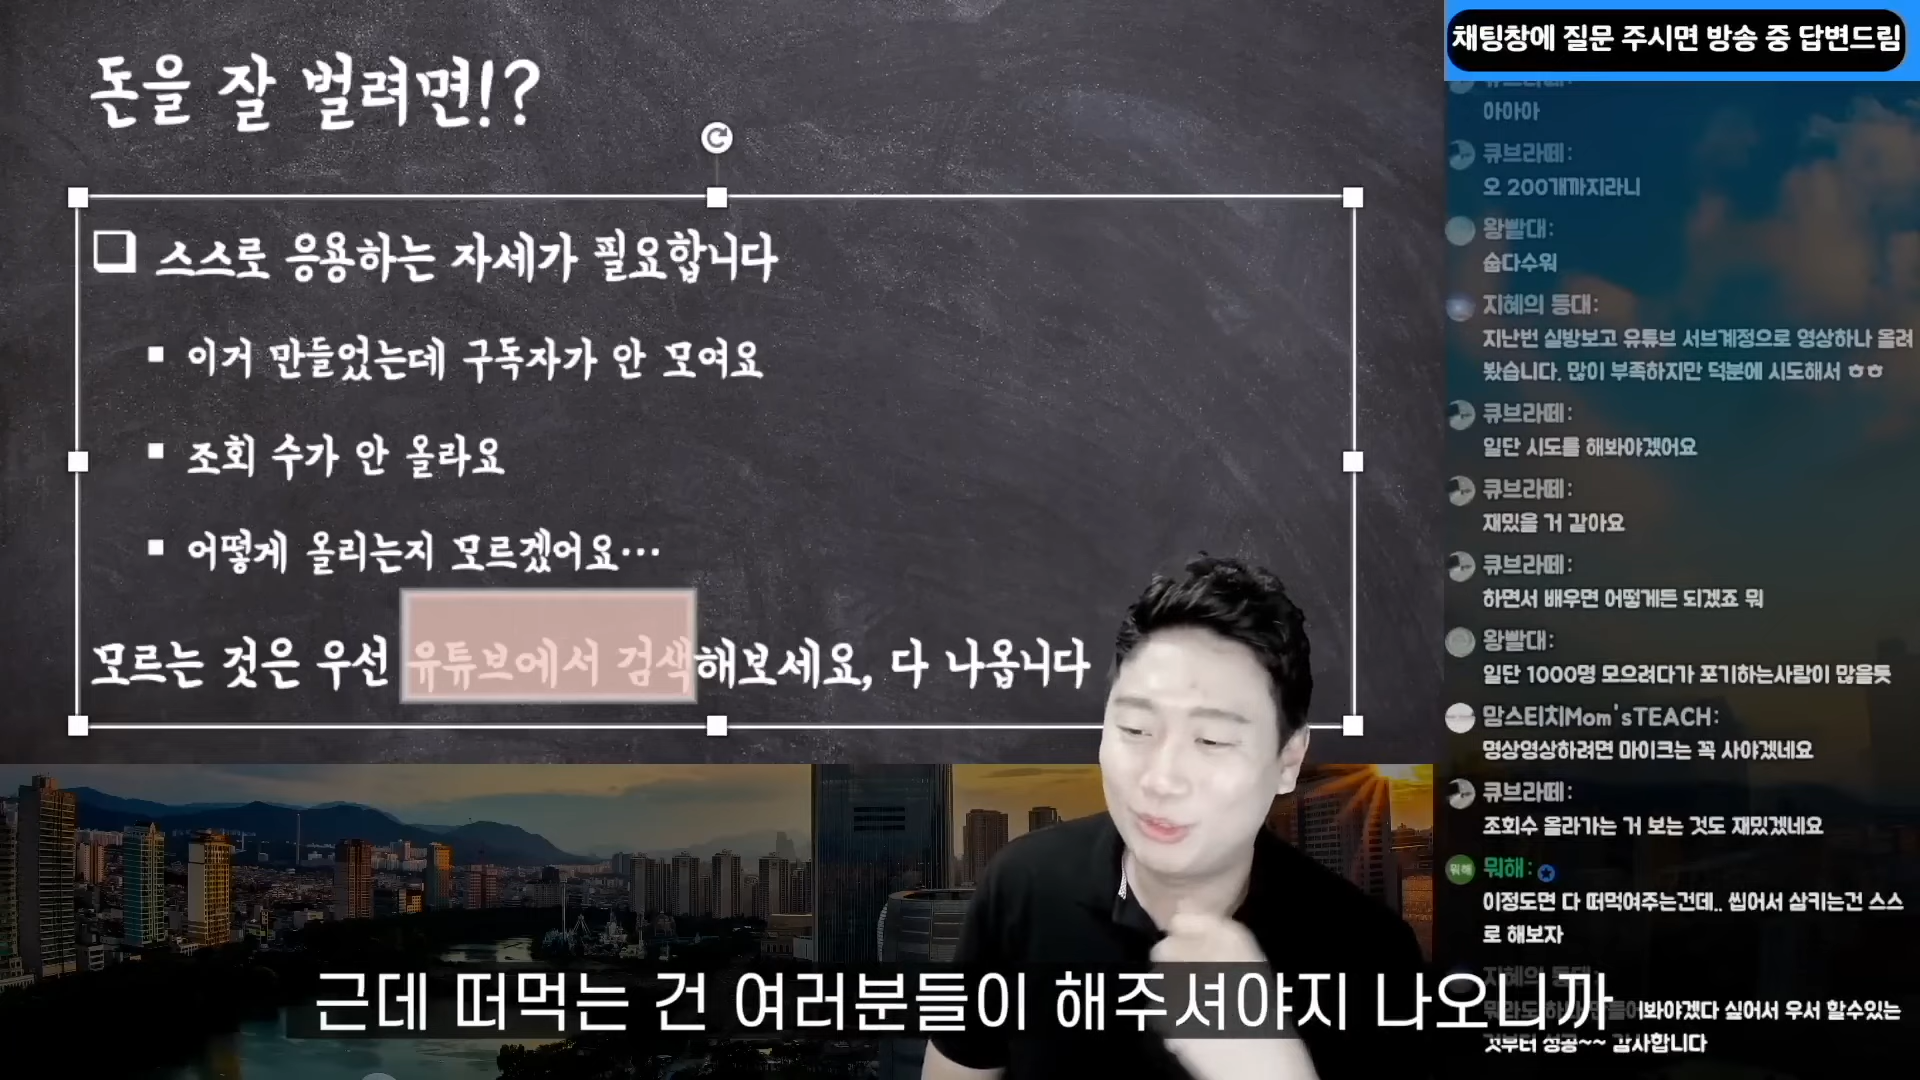 돈을 잘 벌려면!?
스스로 응용하는 자세가 필요합니다
이거 만들었는데 구독자가 안 모여요
조회 수가 안 올라요
어떻게 올리는지 모르겠어요…
모르는 것은 우선 유튜브에서 검색해보세요, 다 나옵니다
근데 떠먹는 건 여러분들이 해주셔야지 나오니까
채팅창에 질문 주시면 방송 중 답변드림
아아아
큐브라떼:
오 200개까지라니
왕빨대:
숩다수워
지혜의 등대:
지난번 실방보고 유튜브 서브계정으로 영상하나 올려
봤습니다. 많이 부족하지만 덕분에 시도해서 ㅎㅎ
큐브라떼:
일단 시도를 해봐야겠어요
큐브라떼:
재밌을 거 같아요
큐브라떼:
하면서 배우면 어떻게든 되겠죠 뭐
왕빨대:
일단 1000명 모으려다가 포기하는사람이 많을듯
맘스티치Mom'sTEACH:
명상영상하려면 마이크는 꼭 사야겠네요
큐브라떼:
조회수 올라가는 거 보는 것도 재밌겠네요
뭐해
뭐해:
이정도면 다 떠먹여주는건데.. 씹어서 삼키는건 스스
로 해보자
지혜의 등대:
봐야겠다 싶어서 우서 할수있는
것부터 성공~~ 감사합니다